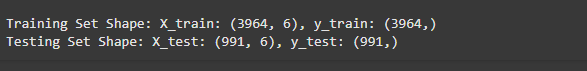 Training Set Shape: X_train: (3964, 6), y_train: (3964,)
Testing Set Shape: X_test: (991, 6), y_test: (991,)